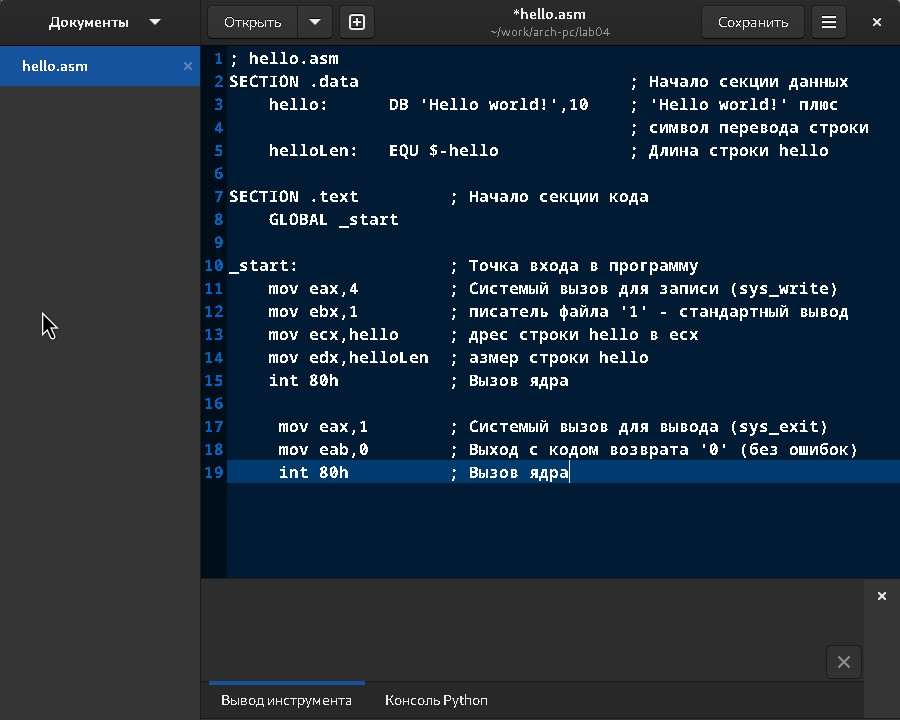 Документы
Открыть
*hello.asm
~/work/arch-pc/lab04
Сохранить
hello.asm
1 ; hello.asm
2 SECTION .data ; Начало секции данных
3 hello: DB 'Hello world!',10 ; 'Hello world!' плюс
4 ; символ перевода строки
5 helloLen: EQU $-hello ; Длина строки hello
6
7 SECTION .text ; Начало секции кода
8 GLOBAL _start
9
10 _start: ; Точка входа в программу
11 mov eax,4 ; Системый вызов для записи (sys_write)
12 mov ebx,1 ; писатель файла '1' - стандартный вывод
13 mov ecx,hello ; дрес строки hello в ecx
14 mov edx,helloLen ; азмер строки hello
15 int 80h ; Вызов ядра
16
17 mov eax,1 ; Системый вызов для вывода (sys_exit)
18 mov eab,0 ; Выход с кодом возврата '0' (без ошибок)
19 int 80h ; Вызов ядра
Вывод инструмента
Консоль Python